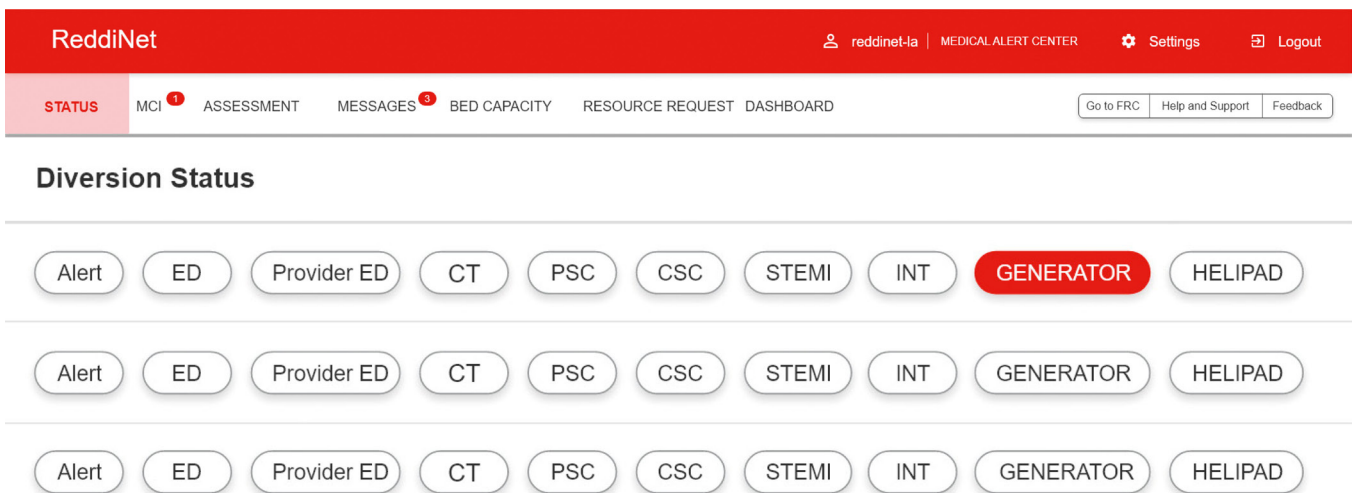 ReddiNet reddinet-la MEDICAL ALERT CENTER Settings Logout
STATUS MCI 1 ASSESSMENT MESSAGES 3 BED CAPACITY RESOURCE REQUEST DASHBOARD Go to FRC Help and Support Feedback
Diversion Status
Alert ED Provider ED CT PSC CSC STEMI INT GENERATOR HELIPAD
Alert ED Provider ED CT PSC CSC STEMI INT GENERATOR HELIPAD
Alert ED Provider ED CT PSC CSC STEMI INT GENERATOR HELIPAD